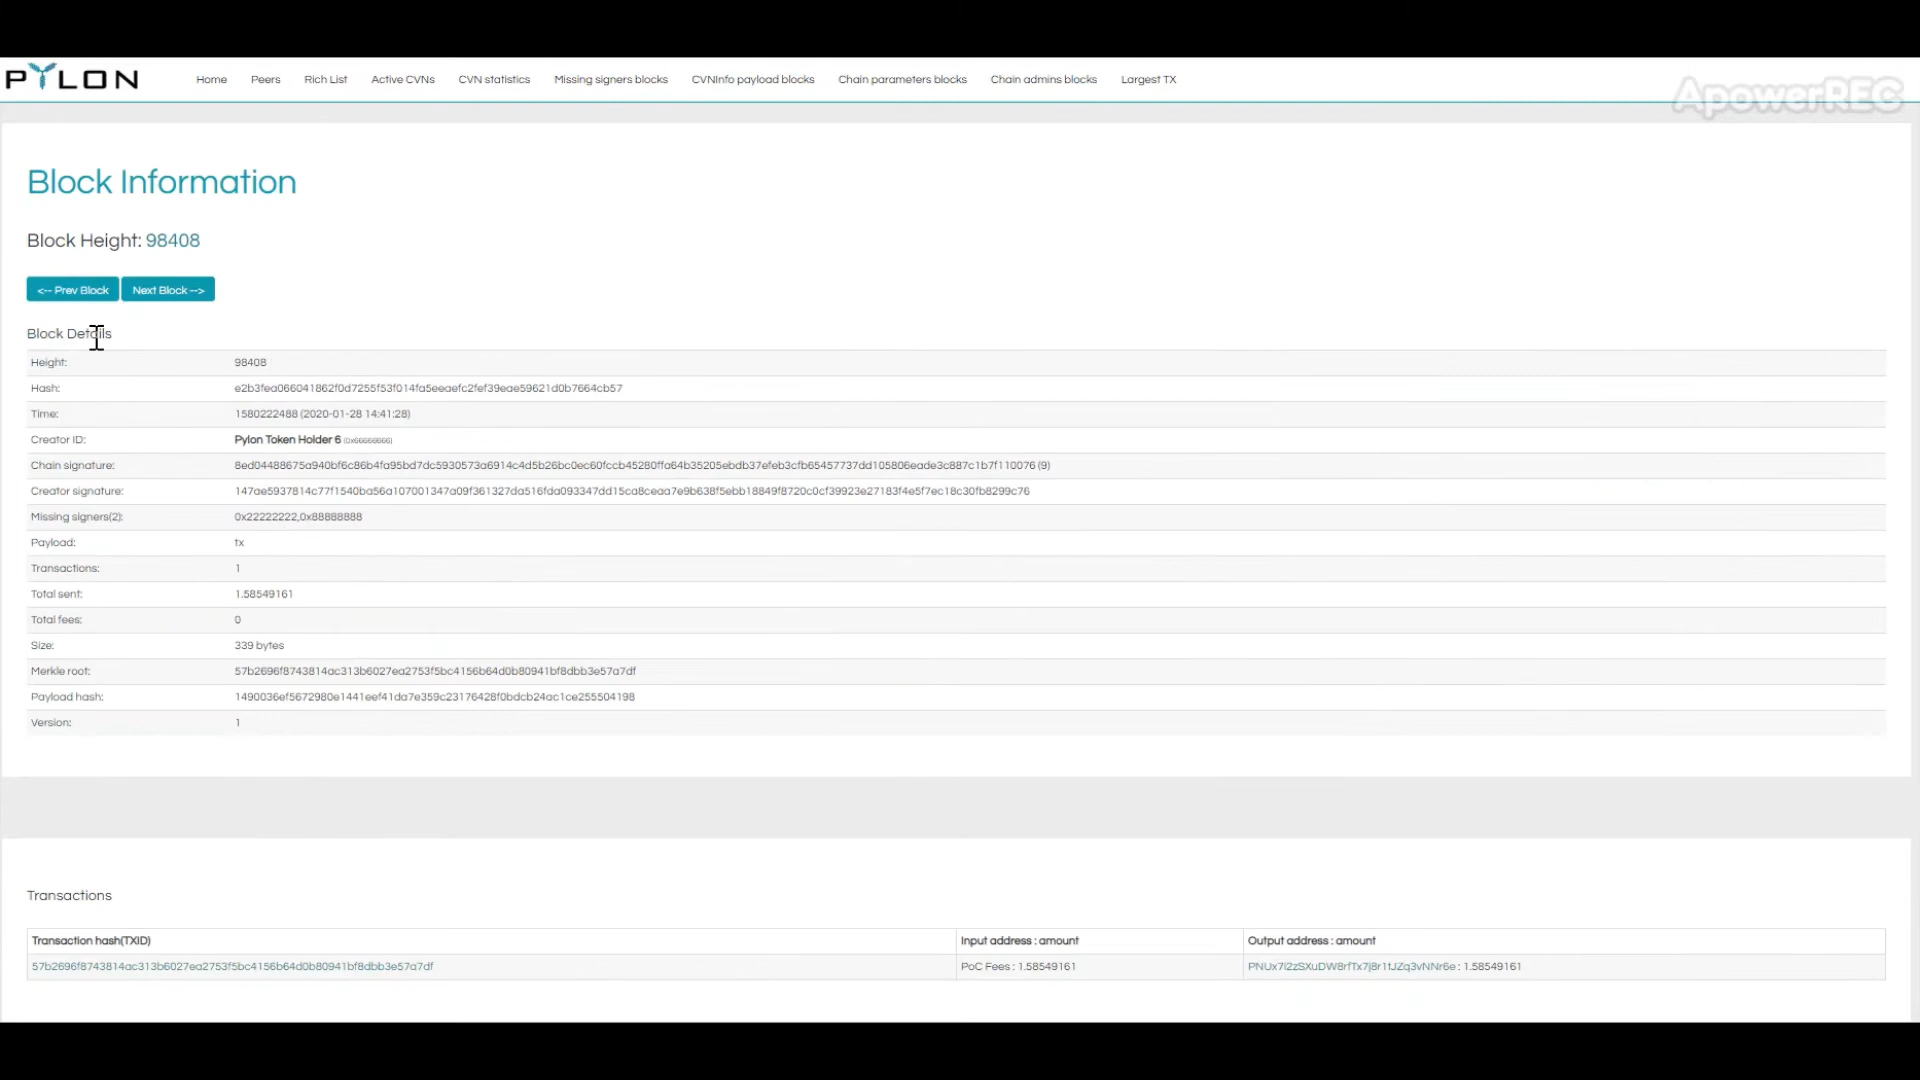 PYLON Home Peers Rich List Active CVNs CVN statistics Missing signers blocks CVNInfo payload blocks Chain parameters blocks Chain admins blocks Largest TX
ApowerREC
Block Information
Block Height: 98408
<-- Prev Block Next Block -->
Block Details
Height: 98408
Hash: e2b3fea066041862f0d7255f53f014fa5eeaefc2fef39eae59621d0b7664cb57
Time: 1580222488 (2020-01-28 14:41:28)
Creator ID: Pylon Token Holder 6 (0x66666666)
Chain signature: 8ed04488675a940bf6c86b4fa95bd7dc5930573a6914c4d5b26bc0ec60fccb45280ffa64b35205ebdb37efeb3cfb65457737dd105806eade3c887c1b7f110076 (9)
Creator signature: 147ae5937814c77f1540ba56a107001347a09f361327da516fda093347dd15ca8ceaa7e9b638f5ebb18849f8720c0cf39923e27183f4e5f7ec18c30fb8299c76
Missing signers(2): 0x22222222,0x88888888
Payload: tx
Transactions: 1
Total sent: 1.58549161
Total fees: 0
Size: 339 bytes
Merkle root: 57b2696f8743814ac313b6027ea2753f5bc4156b64d0b80941bf8dbb3e57a7df
Payload hash: 1490036ef5672980e1441eef41da7e359c23176428f0bdcb24ac1ce255504198
Version: 1
Transactions
Transaction hash(TXID) Input address : amount Output address : amount
57b2696f8743814ac313b6027ea2753f5bc4156b64d0b80941bf8dbb3e57a7df PoC Fees : 1.58549161 PNUx7i2zSXuDW8rfTx7j8r1tJZq3vNNr6e : 1.58549161